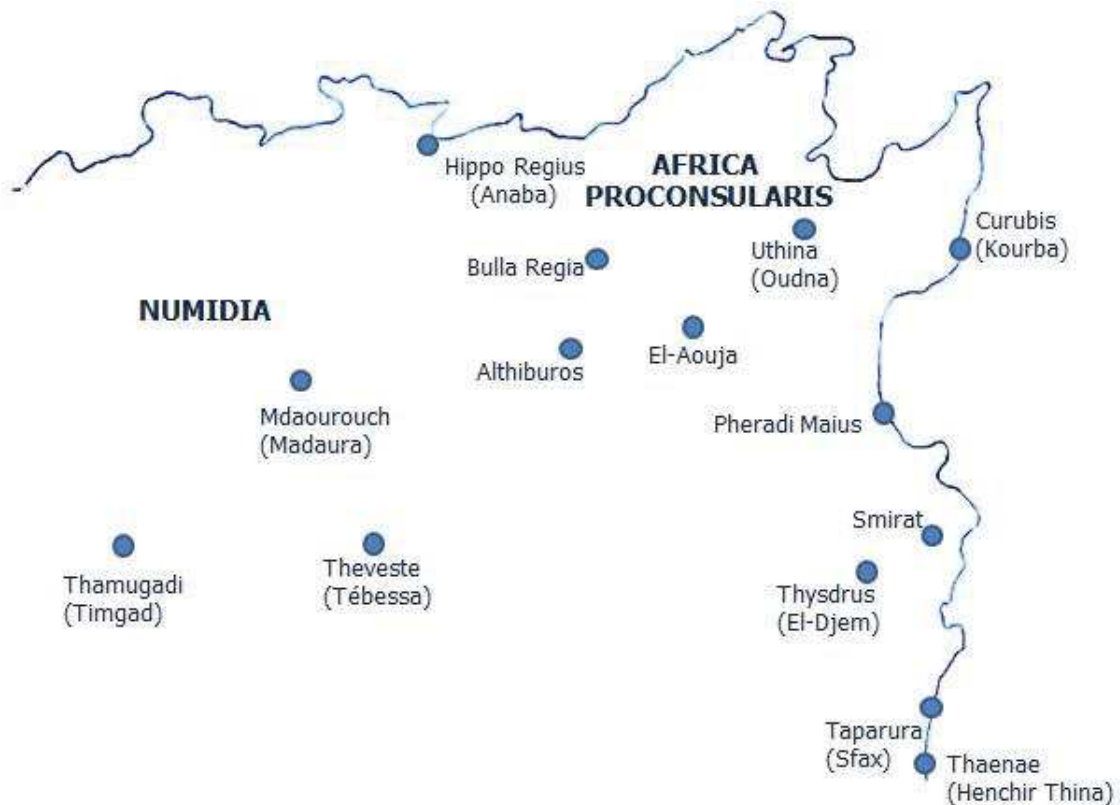 Hippo Regius
(Anaba)
AFRICA
PROCONSULARIS
Curubis
(Kourba)
Uthina
(Oudna)
Bulla Regia
NUMIDIA
El-Aouja
Althiburos
Mdaourouch
(Madaura)
Pheradi Maius
Smirat
Theveste
(Tébessa)
Thamugadi
(Timgad)
Thysdrus
(El-Djem)
Taparura
(Sfax)
Thaenae
(Henchir Thina)